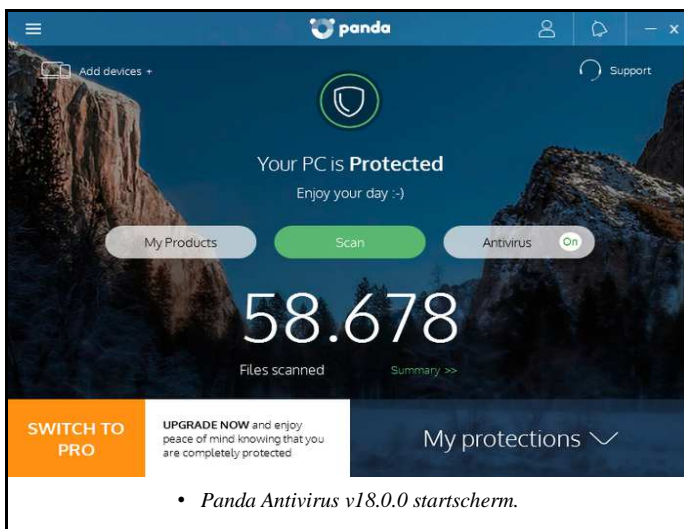 panda
Add devices +
Support
Your PC is Protected
Enjoy your day :-)
My Products
Scan
Antivirus On
58.678
Files scanned
Summary >>
SWITCH TO
PRO
UPGRADE NOW and enjoy
peace of mind knowing that you
are completely protected
My protections
• Panda Antivirus v18.0.0 startscherm.